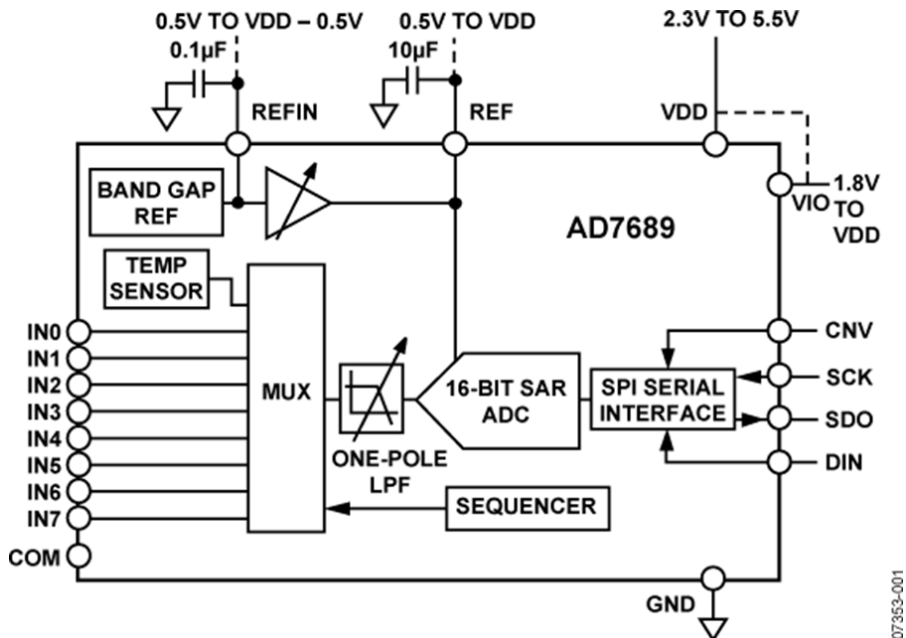 0.5V TO VDD – 0.5V
0.1µF
0.5V TO VDD
10µF
2.3V TO 5.5V
REFIN
REF
VDD
BAND GAP
REF
AD7689
VIO
1.8V
TO
VDD
TEMP
SENSOR
IN0
IN1
IN2
IN3
IN4
IN5
IN6
IN7
COM
MUX
ONE-POLE
LPF
16-BIT SAR
ADC
SPI SERIAL
INTERFACE
CNV
SCK
SDO
DIN
SEQUENCER
GND
07353-001